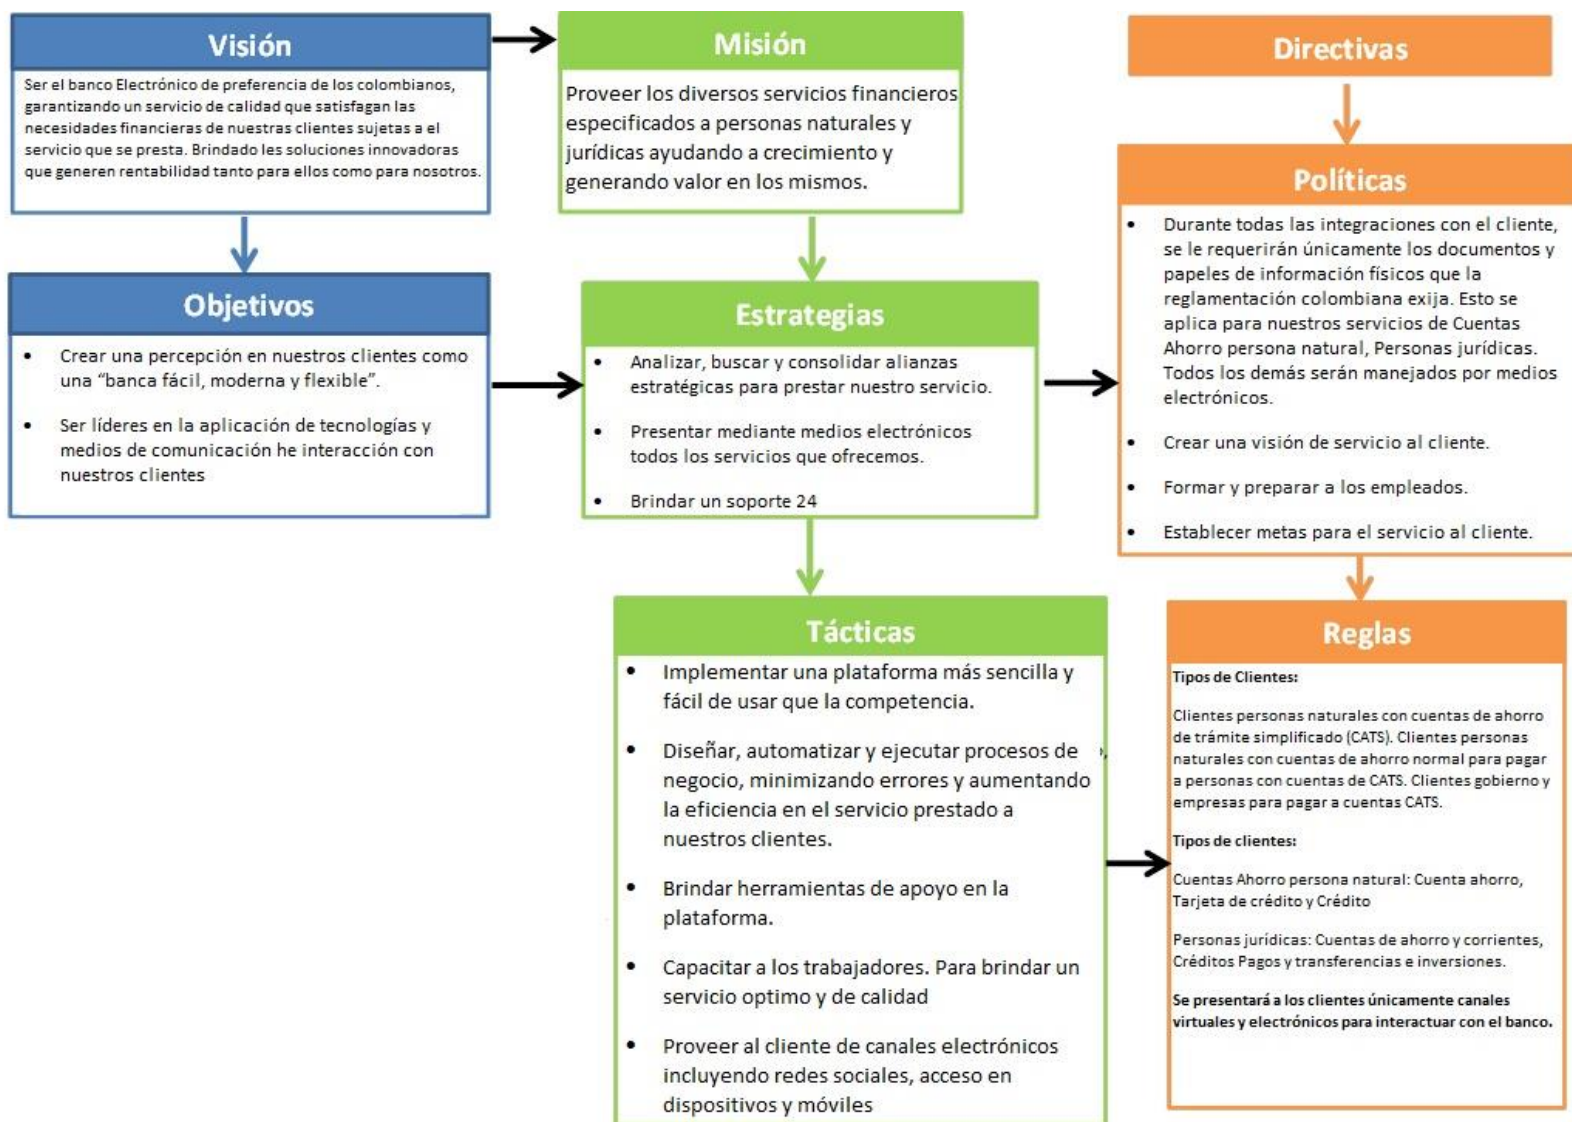 Visión
Ser el banco Electrónico de preferencia de los colombianos,
garantizando un servicio de calidad que satisfagan las
necesidades financieras de nuestras clientes sujetas a el
servicio que se presta. Brindado les soluciones innovadoras
que generen rentabilidad tanto para ellos como para nosotros.
Misión
Proveer los diversos servicios financieros
especificados a personas naturales y
jurídicas ayudando a crecimiento y
generando valor en los mismos.
Directivas
Políticas
• Durante todas las integraciones con el cliente,
se le requerirán únicamente los documentos y
papeles de información físicos que la
reglamentación colombiana exija. Esto se
aplica para nuestros servicios de Cuentas
Ahorro persona natural, Personas jurídicas.
Todos los demás serán manejados por medios
electrónicos.
• Crear una visión de servicio al cliente.
• Formar y preparar a los empleados.
• Establecer metas para el servicio al cliente.
Objetivos
• Crear una percepción en nuestros clientes como
una “banca fácil, moderna y flexible”.
• Ser líderes en la aplicación de tecnologías y
medios de comunicación he interacción con
nuestros clientes
Estrategias
• Analizar, buscar y consolidar alianzas
estratégicas para prestar nuestro servicio.
• Presentar mediante medios electrónicos
todos los servicios que ofrecemos.
• Brindar un soporte 24
Tácticas
• Implementar una plataforma más sencilla y
fácil de usar que la competencia.
• Diseñar, automatizar y ejecutar procesos de
negocio, minimizando errores y aumentando
la eficiencia en el servicio prestado a
nuestros clientes.
• Brindar herramientas de apoyo en la
plataforma.
• Capacitar a los trabajadores. Para brindar un
servicio optimo y de calidad
• Proveer al cliente de canales electrónicos
incluyendo redes sociales, acceso en
dispositivos y móviles
Reglas
Tipos de Clientes:
Clientes personas naturales con cuentas de ahorro
de trámite simplificado (CATS). Clientes personas
naturales con cuentas de ahorro normal para pagar
a personas con cuentas de CATS. Clientes gobierno y
empresas para pagar a cuentas CATS.
Tipos de clientes:
Cuentas Ahorro persona natural: Cuenta ahorro,
Tarjeta de crédito y Crédito
Personas jurídicas: Cuentas de ahorro y corrientes,
Créditos Pagos y transferencias e inversiones.
Se presentará a los clientes únicamente canales
virtuales y electrónicos para interactuar con el banco.